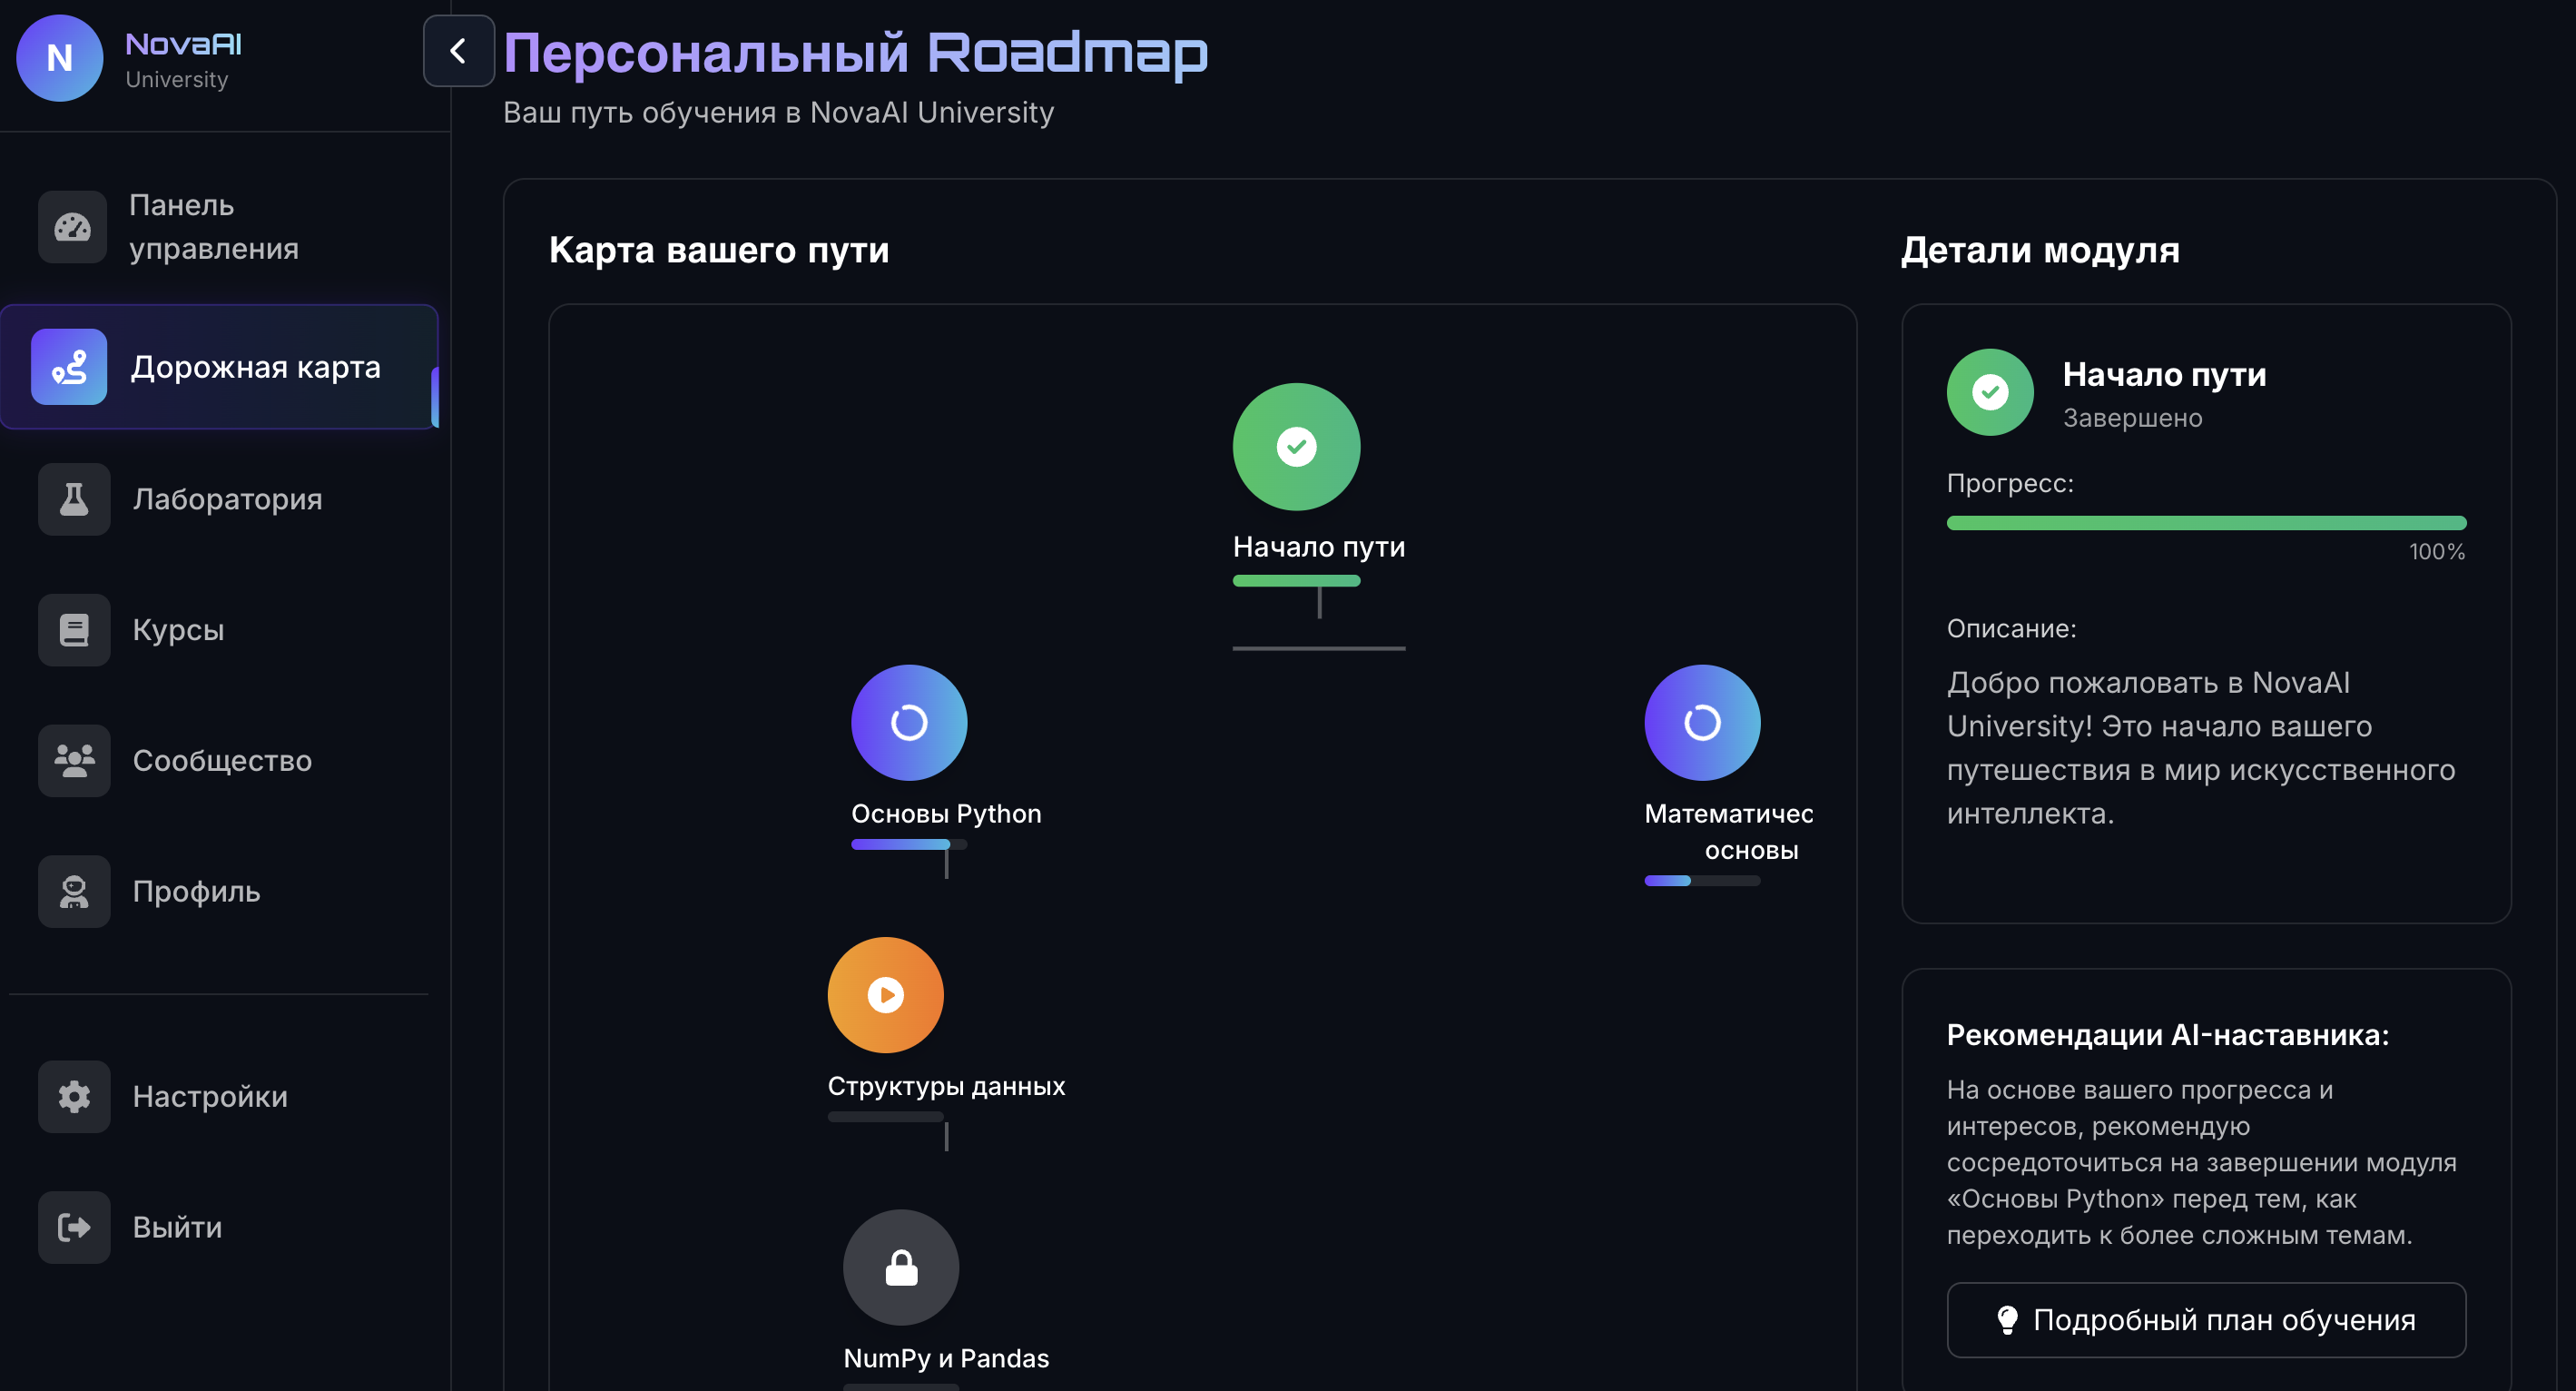 N
NovaAI
University
Панель
управления
Дорожная карта
Лаборатория
Курсы
Сообщество
Профиль
Настройки
Выйти
Персональный Roadmap
Ваш путь обучения в NovaAI University
Карта вашего пути
Начало пути
Основы Python
Математичес
основы
Структуры данных
NumPy и Pandas
Детали модуля
Начало пути
Завершено
Прогресс:
100%
Описание:
Добро пожаловать в NovaAI
University! Это начало вашего
путешествия в мир искусственного
интеллекта.
Рекомендации AI-наставника:
На основе вашего прогресса и
интересов, рекомендую
сосредоточиться на завершении модуля
«Основы Python» перед тем, как
переходить к более сложным темам.
Подробный план обучения